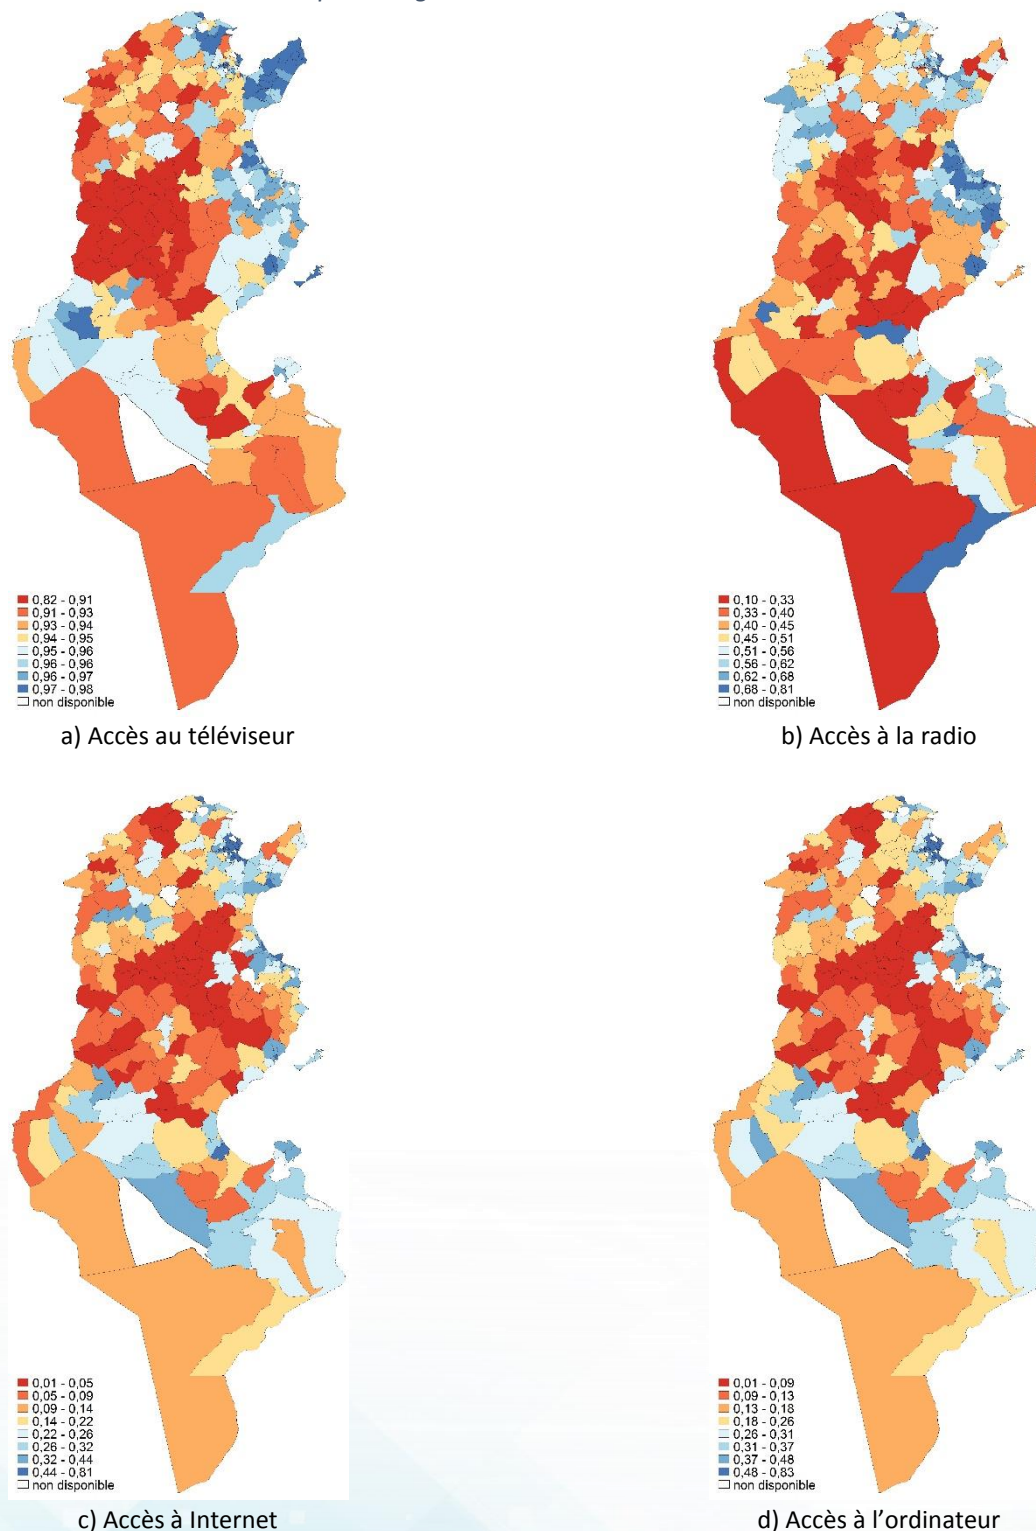 0,82 - 0,91
0,91 - 0,93
0,93 - 0,94
0,94 - 0,95
0,95 - 0,96
0,96 - 0,96
0,96 - 0,97
0,97 - 0,98
non disponible
a) Accès au téléviseur
0,10 - 0,33
0,33 - 0,40
0,40 - 0,45
0,45 - 0,51
0,51 - 0,56
0,56 - 0,62
0,62 - 0,68
0,68 - 0,81
non disponible
b) Accès à la radio
0,01 - 0,05
0,05 - 0,09
0,09 - 0,14
0,14 - 0,22
0,22 - 0,26
0,26 - 0,32
0,32 - 0,44
0,44 - 0,81
non disponible
c) Accès à Internet
0,01 - 0,09
0,09 - 0,13
0,13 - 0,18
0,18 - 0,26
0,26 - 0,31
0,31 - 0,37
0,37 - 0,48
0,48 - 0,83
non disponible
d) Accès à l’ordinateur